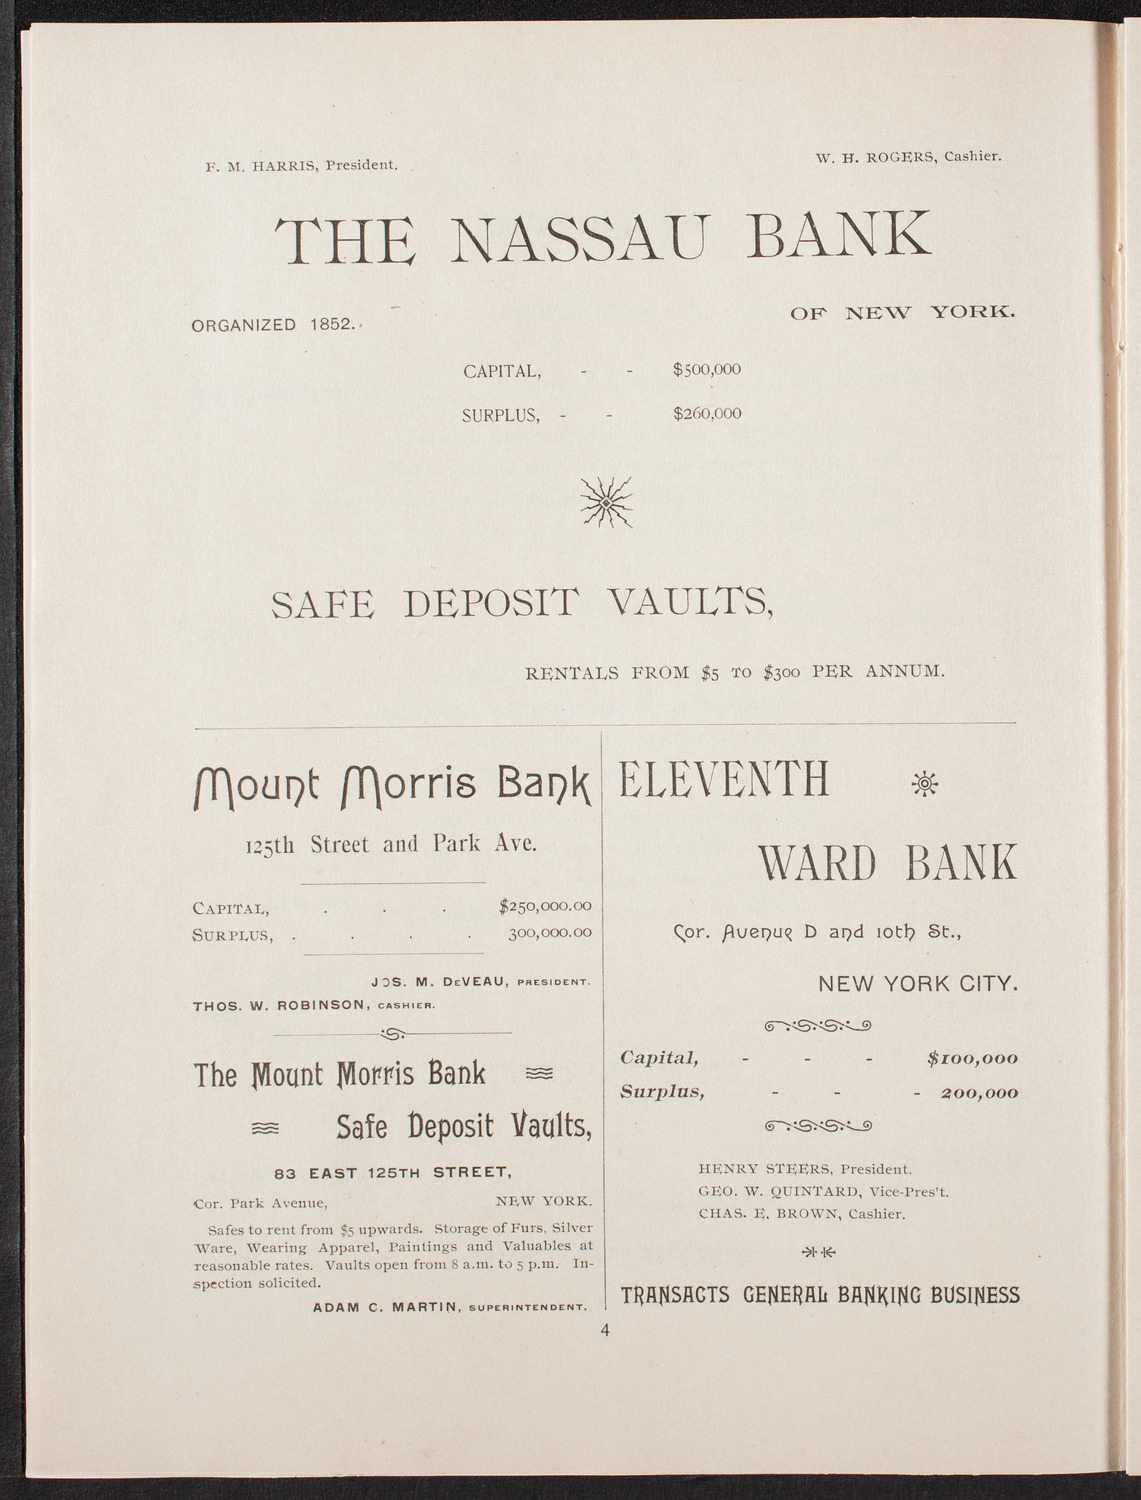 F. M. HARRIS, President. W. H. ROGERS, Cashier.
THE NASSAU BANK
ORGANIZED 1852. OF NEW YORK.
CAPITAL, - - $500,000
SURPLUS, - - $260,000
SAFE DEPOSIT VAULTS,
RENTALS FROM $5 TO $300 PER ANNUM.
Mount Morris Bank
125th Street and Park Ave.
CAPITAL, . . . $250,000.00
SURPLUS, . . . . 300,000.00
JOS. M. DEVEAU, PRESIDENT.
THOS. W. ROBINSON, CASHIER.
The Mount Morris Bank
Safe Deposit Vaults,
83 EAST 125TH STREET,
Cor. Park Avenue, NEW YORK.
Safes to rent from $5 upwards. Storage of Furs, Silver
Ware, Wearing Apparel, Paintings and Valuables at
reasonable rates. Vaults open from 8 a.m. to 5 p.m. In-
spection solicited.
ADAM C. MARTIN, SUPERINTENDENT.
ELEVENTH
WARD BANK
Cor. Avenue D and 10th St.,
NEW YORK CITY.
Capital, - - - $100,000
Surplus, - - - 200,000
HENRY STEERS, President.
GEO. W. QUINTARD, Vice-Pres't.
CHAS. E. BROWN, Cashier.
TRANSACTS GENERAL BANKING BUSINESS
4